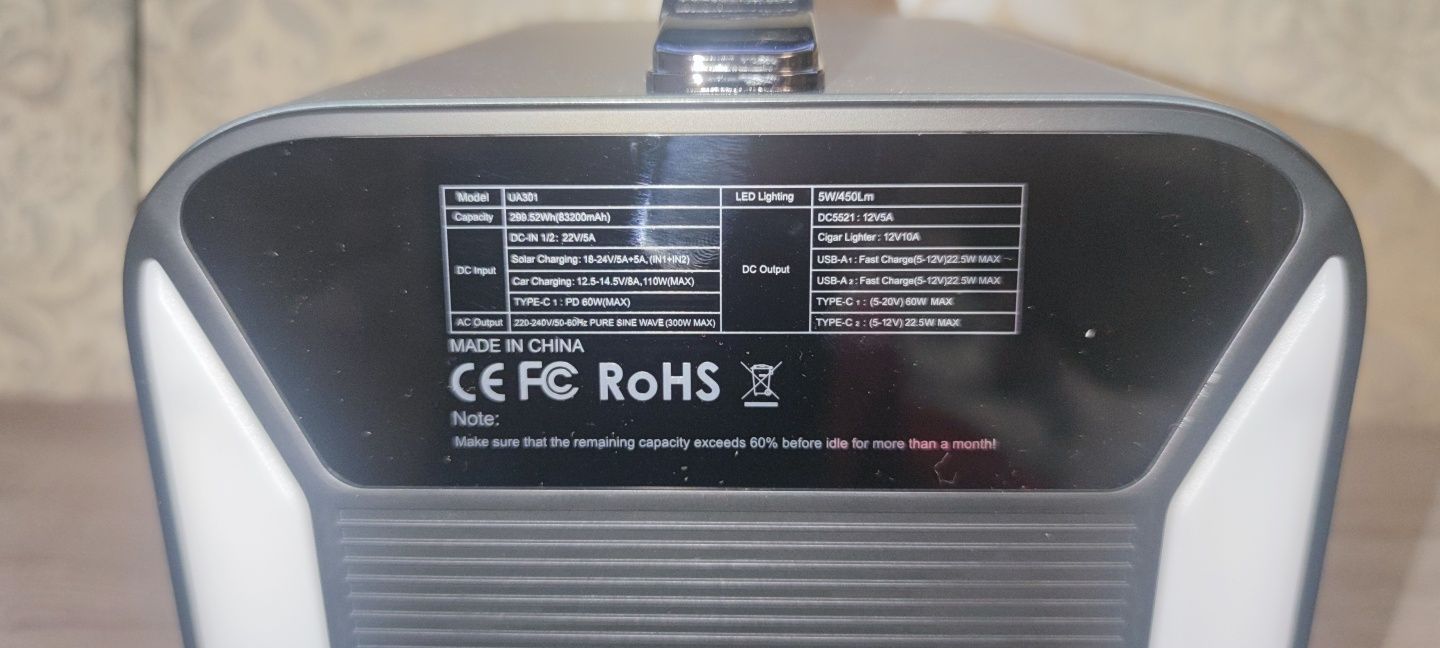 Model UA301 LED Lighting 5W/450Lm
Capacity 299.52Wh(83200mAh) DC Output DC5521: 12V5A
DC Input DC-IN 1/2: 22V/5A Cigar Lighter: 12V10A
Solar Charging: 18-24V/5A+5A, (IN1+IN2) USB-A1: Fast Charge(5-12V)22.5W MAX
Car Charging: 12.5-14.5V/8A,110W(MAX) USB-A2: Fast Charge(5-12V)22.5W MAX
TYPE-C 1: PD 60W(MAX) TYPE-C 1: (5-20V) 60W MAX
AC Output 220-240V/50-60Hz PURE SINE WAVE (300W MAX) TYPE-C 2: (5-12V) 22.5W MAX
MADE IN CHINA
CE FC RoHS
Note:
Make sure that the remaining capacity exceeds 60% before idle for more than a month!